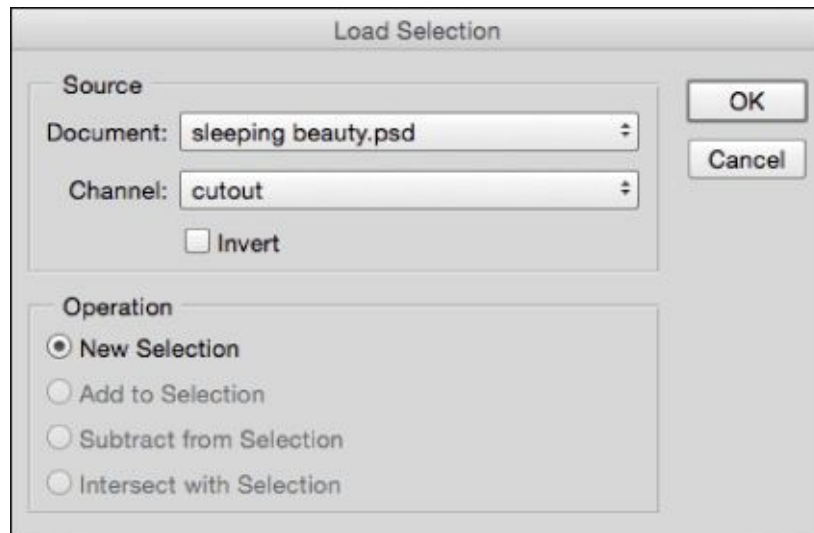 Load Selection
Source
OK
Document: sleeping beauty.psd
Cancel
Channel: cutout
Invert
Operation
New Selection
Add to Selection
Subtract from Selection
Intersect with Selection